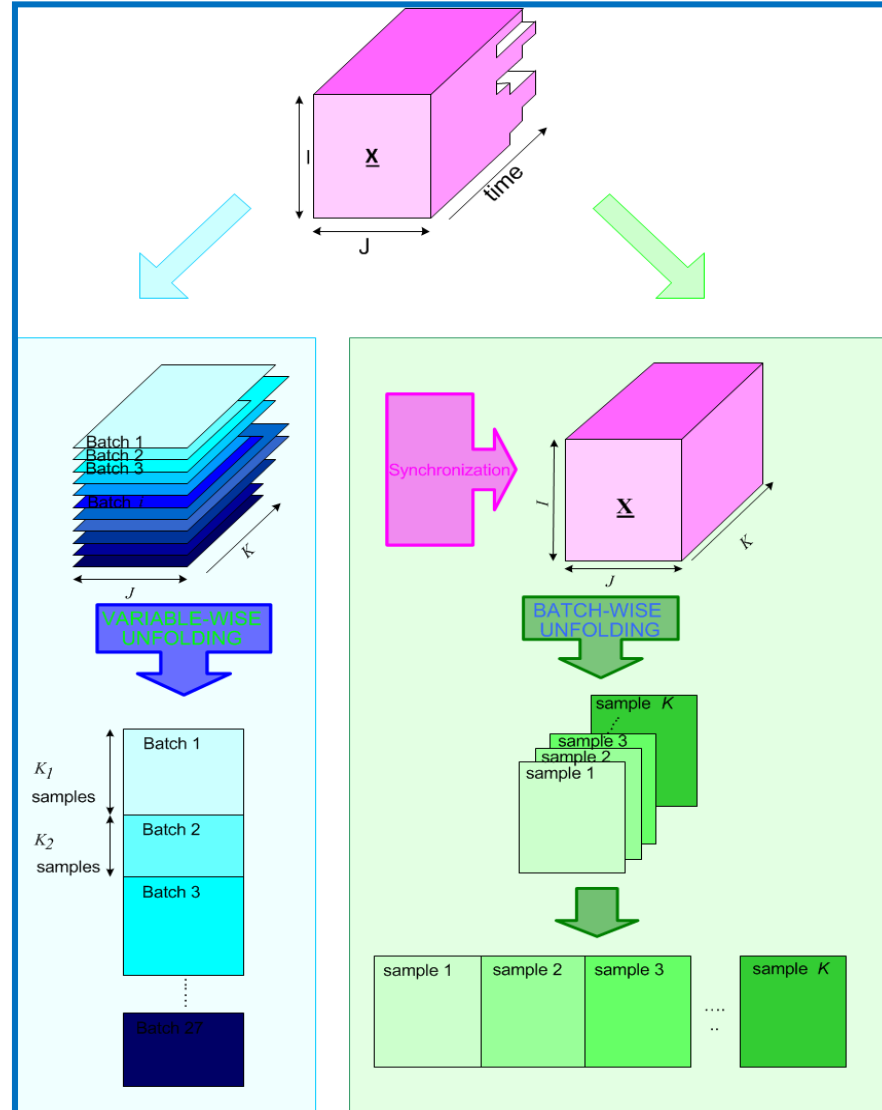 I
X
time
J
Batch 1
Batch 2
Batch 3
Batch i
K
J
VARIABLE-WISE
UNFOLDING
Batch 1
K1
samples
Batch 2
K2
samples
Batch 3
......
Batch 27
Synchronization
I
X
K
J
BATCH-WISE
UNFOLDING
sample K
......
sample 3
sample 2
sample 1
sample 1
sample 2
sample 3
....
..
sample K